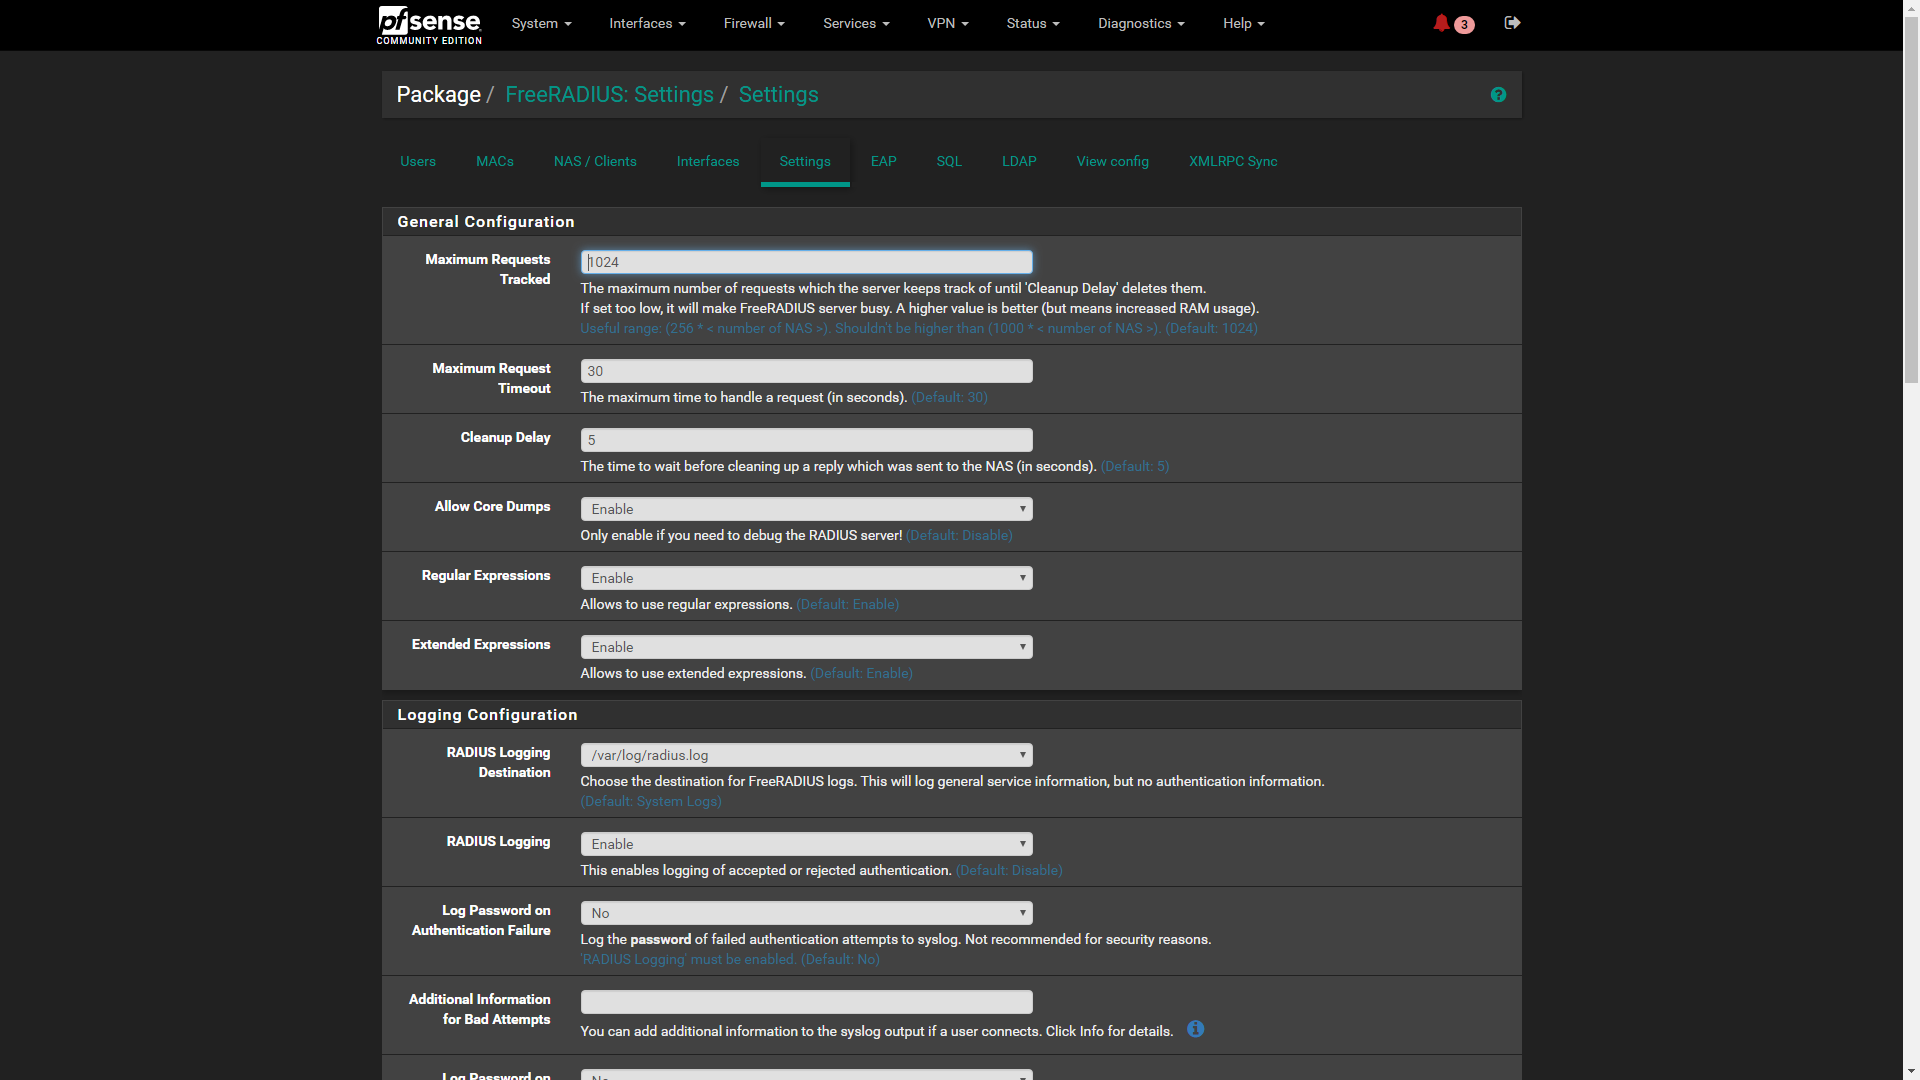 pfsense
COMMUNITY EDITION
System
Interfaces
Firewall
Services
VPN
Status
Diagnostics
Help
3
Package / FreeRADIUS: Settings / Settings
Users
MACs
NAS / Clients
Interfaces
Settings
EAP
SQL
LDAP
View config
XMLRPC Sync
General Configuration
Maximum Requests
Tracked
1024
The maximum number of requests which the server keeps track of until 'Cleanup Delay' deletes them.
If set too low, it will make FreeRADIUS server busy. A higher value is better (but means increased RAM usage).
Useful range: (256 * < number of NAS >). Shouldn't be higher than (1000 * < number of NAS >). (Default: 1024)
Maximum Request
Timeout
30
The maximum time to handle a request (in seconds). (Default: 30)
Cleanup Delay
5
The time to wait before cleaning up a reply which was sent to the NAS (in seconds). (Default: 5)
Allow Core Dumps
Enable
Only enable if you need to debug the RADIUS server! (Default: Disable)
Regular Expressions
Enable
Allows to use regular expressions. (Default: Enable)
Extended Expressions
Enable
Allows to use extended expressions. (Default: Enable)
Logging Configuration
RADIUS Logging
Destination
/var/log/radius.log
Choose the destination for FreeRADIUS logs. This will log general service information, but no authentication information.
(Default: System Logs)
RADIUS Logging
Enable
This enables logging of accepted or rejected authentication. (Default: Disable)
Log Password on
Authentication Failure
No
Log the password of failed authentication attempts to syslog. Not recommended for security reasons.
'RADIUS Logging' must be enabled. (Default: No)
Additional Information
for Bad Attempts
You can add additional information to the syslog output if a user connects. Click Info for details.
Log Password on
No